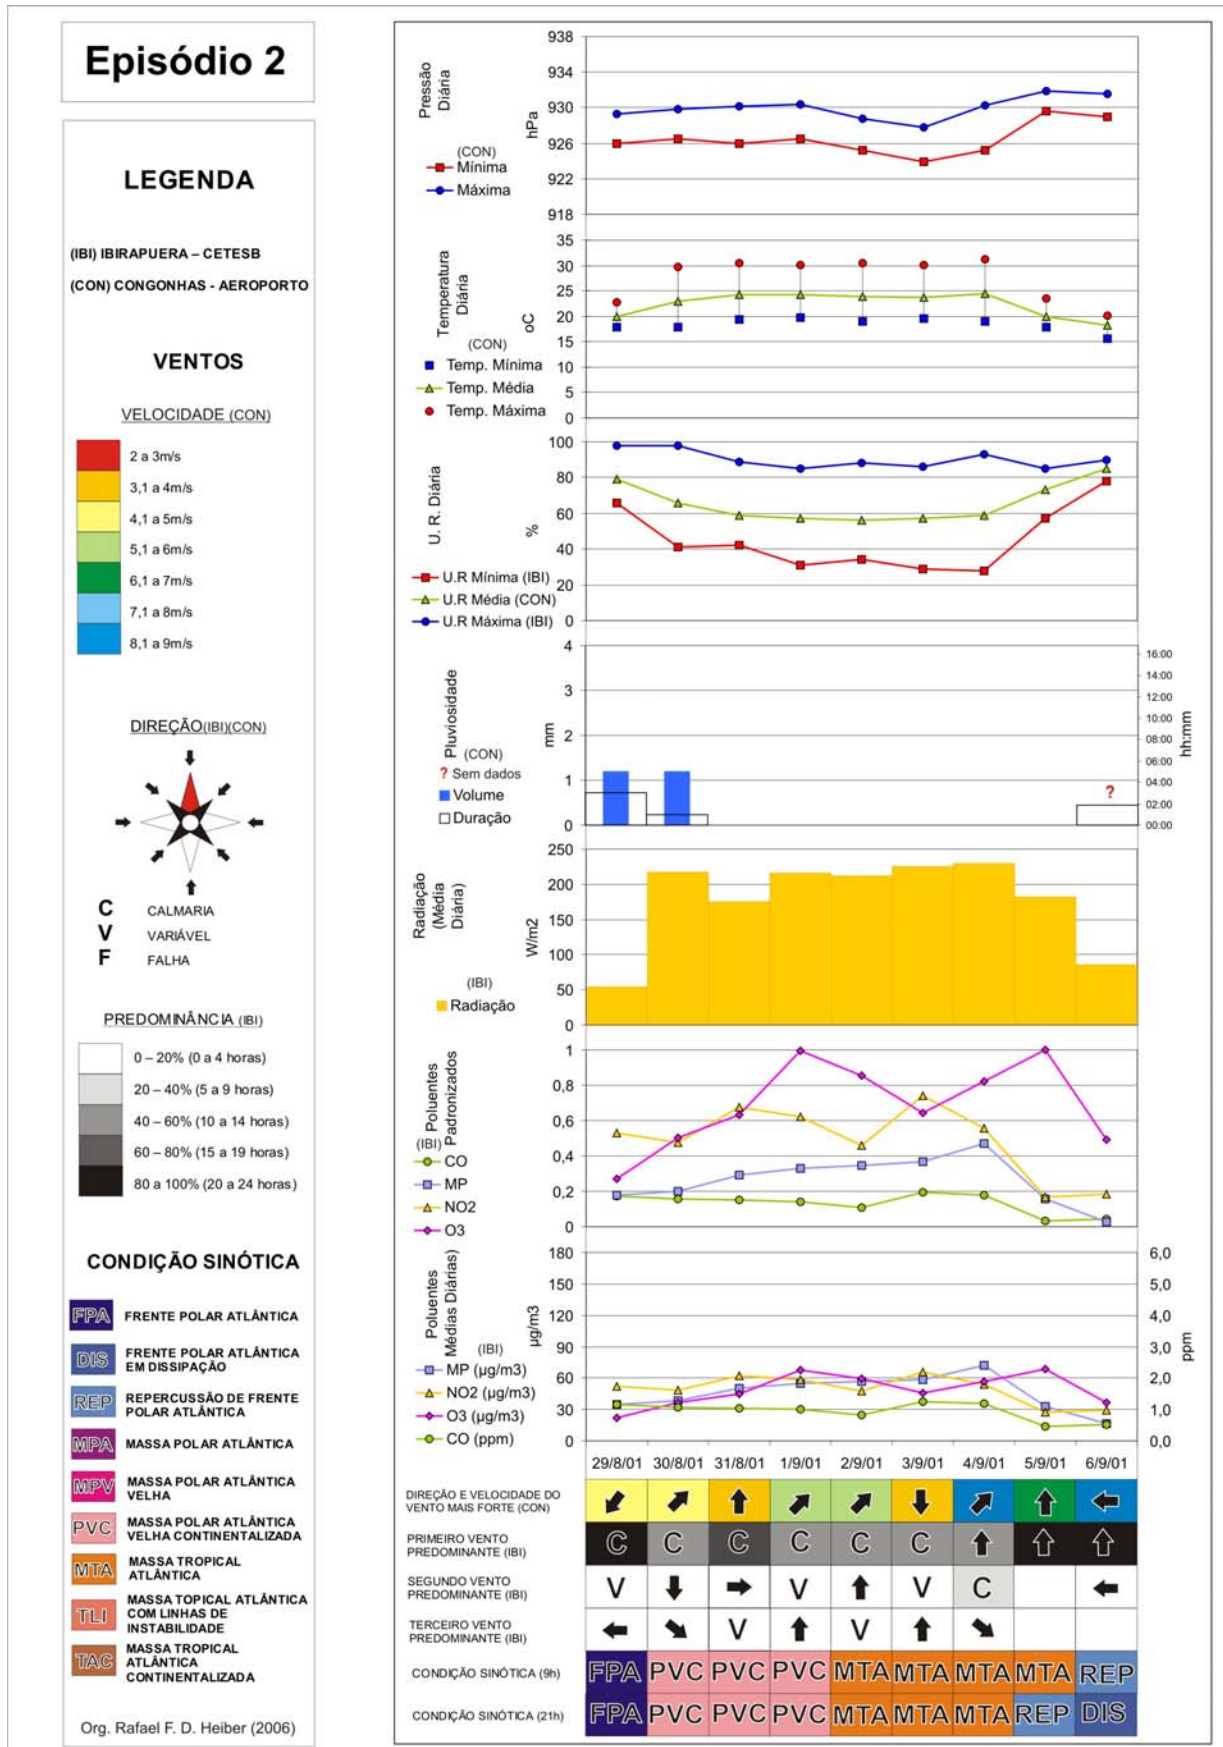 Episódio 2
LEGENDA
(IBI) IBIRAPUERA – CETESB
(CON) CONGONHAS - AEROPORTO
VENTOS
VELOCIDADE (CON)
2 a 3m/s
3,1 a 4m/s
4,1 a 5m/s
5,1 a 6m/s
6,1 a 7m/s
7,1 a 8m/s
8,1 a 9m/s
DIREÇÃO(IBI)(CON)
C CALMARIA
V VARIÁVEL
F FALHA
PREDOMINÂNCIA (IBI)
0 – 20% (0 a 4 horas)
20 – 40% (5 a 9 horas)
40 – 60% (10 a 14 horas)
60 – 80% (15 a 19 horas)
80 a 100% (20 a 24 horas)
CONDIÇÃO SINÓTICA
FPA FRENTE POLAR ATLÂNTICA
DIS FRENTE POLAR ATLÂNTICA
EM DISSIPAÇÃO
REP REPERCUSSÃO DE FRENTE
POLAR ATLÂNTICA
MPA MASSA POLAR ATLÂNTICA
MPV MASSA POLAR ATLÂNTICA
VELHA
PVC MASSA POLAR ATLÂNTICA
VELHA CONTINENTALIZADA
MTA MASSA TROPICAL
ATLÂNTICA
TLI MASSA TOPICAL ATLÂNTICA
COM LINHAS DE
INSTABILIDADE
TAC MASSA TROPICAL
ATLÂNTICA
CONTINENTALIZADA
Org. Rafael F. D. Heiber (2006)
Pressão
Diária
hPa
(CON)
Mínima
Máxima
938
934
930
926
922
918
Temperatura
Diária
oC
(CON)
Temp. Mínima
Temp. Média
Temp. Máxima
35
30
25
20
15
10
5
0
U. R. Diária
%
U.R Mínima (IBI)
U.R Média (CON)
U.R Máxima (IBI)
100
80
60
40
20
0
Pluviosidade
mm
(CON)
? Sem dados
Volume
Duração
4
3
2
1
0
?
16:00
14:00
12:00
10:00
08:00
06:00
04:00
02:00
00:00
hh:mm
Radiação
(Média
Diária)
W/m2
(IBI)
Radiação
250
200
150
100
50
0
Poluentes
Padronizados
(IBI)
CO
MP
NO2
O3
1
0,8
0,6
0,4
0,2
0
Poluentes
Médias Diárias)
µg/m3
(IBI)
MP (µg/m3)
NO2 (µg/m3)
O3 (µg/m3)
CO (ppm)
180
150
120
90
60
30
0
6,0
5,0
4,0
3,0
2,0
1,0
0,0
ppm
29/8/01 30/8/01 31/8/01 1/9/01 2/9/01 3/9/01 4/9/01 5/9/01 6/9/01
DIREÇÃO E VELOCIDADE DO
VENTO MAIS FORTE (CON)
PRIMEIRO VENTO
PREDOMINANTE (IBI)
C C C C C C
SEGUNDO VENTO
PREDOMINANTE (IBI)
V V V C
TERCEIRO VENTO
PREDOMINANTE (IBI)
V V
CONDIÇÃO SINÓTICA (9h)
FPA PVC PVC PVC MTA MTA MTA MTA REP
CONDIÇÃO SINÓTICA (21h)
FPA PVC PVC PVC MTA MTA MTA REP DIS